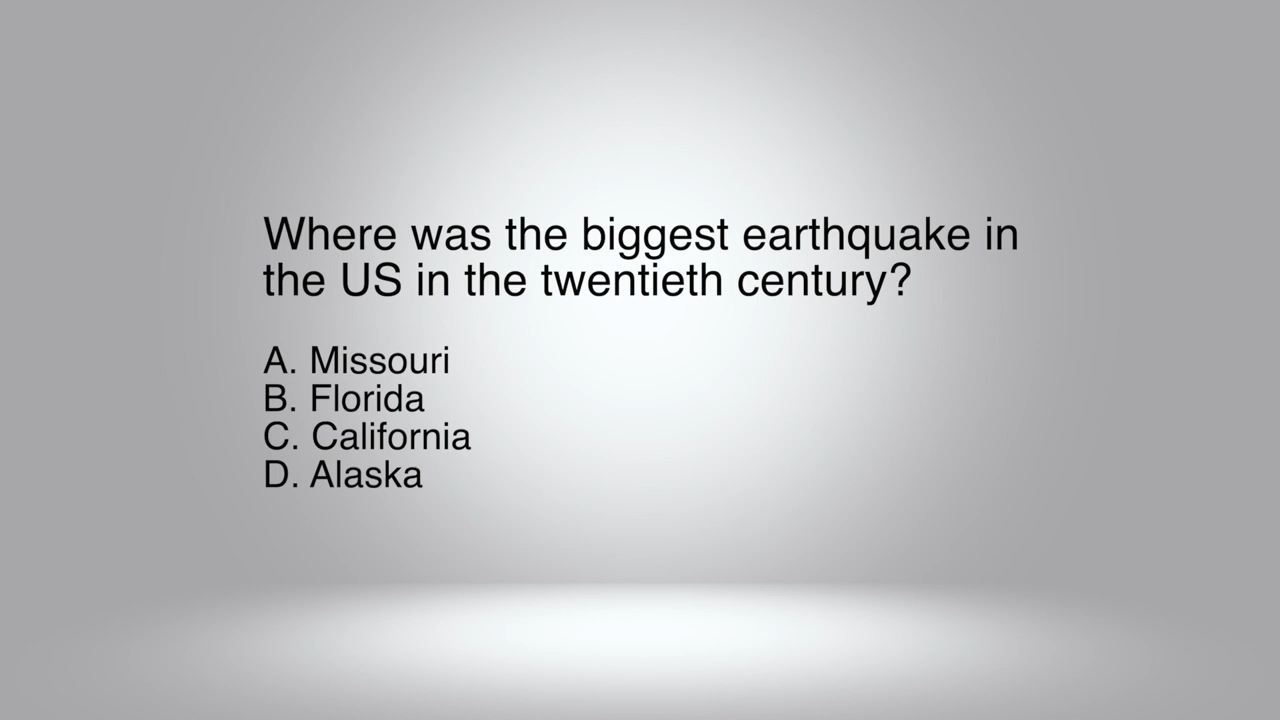 Where was the biggest earthquake in
the US in the twentieth century?
A. Missouri
B. Florida
C. California
D. Alaska